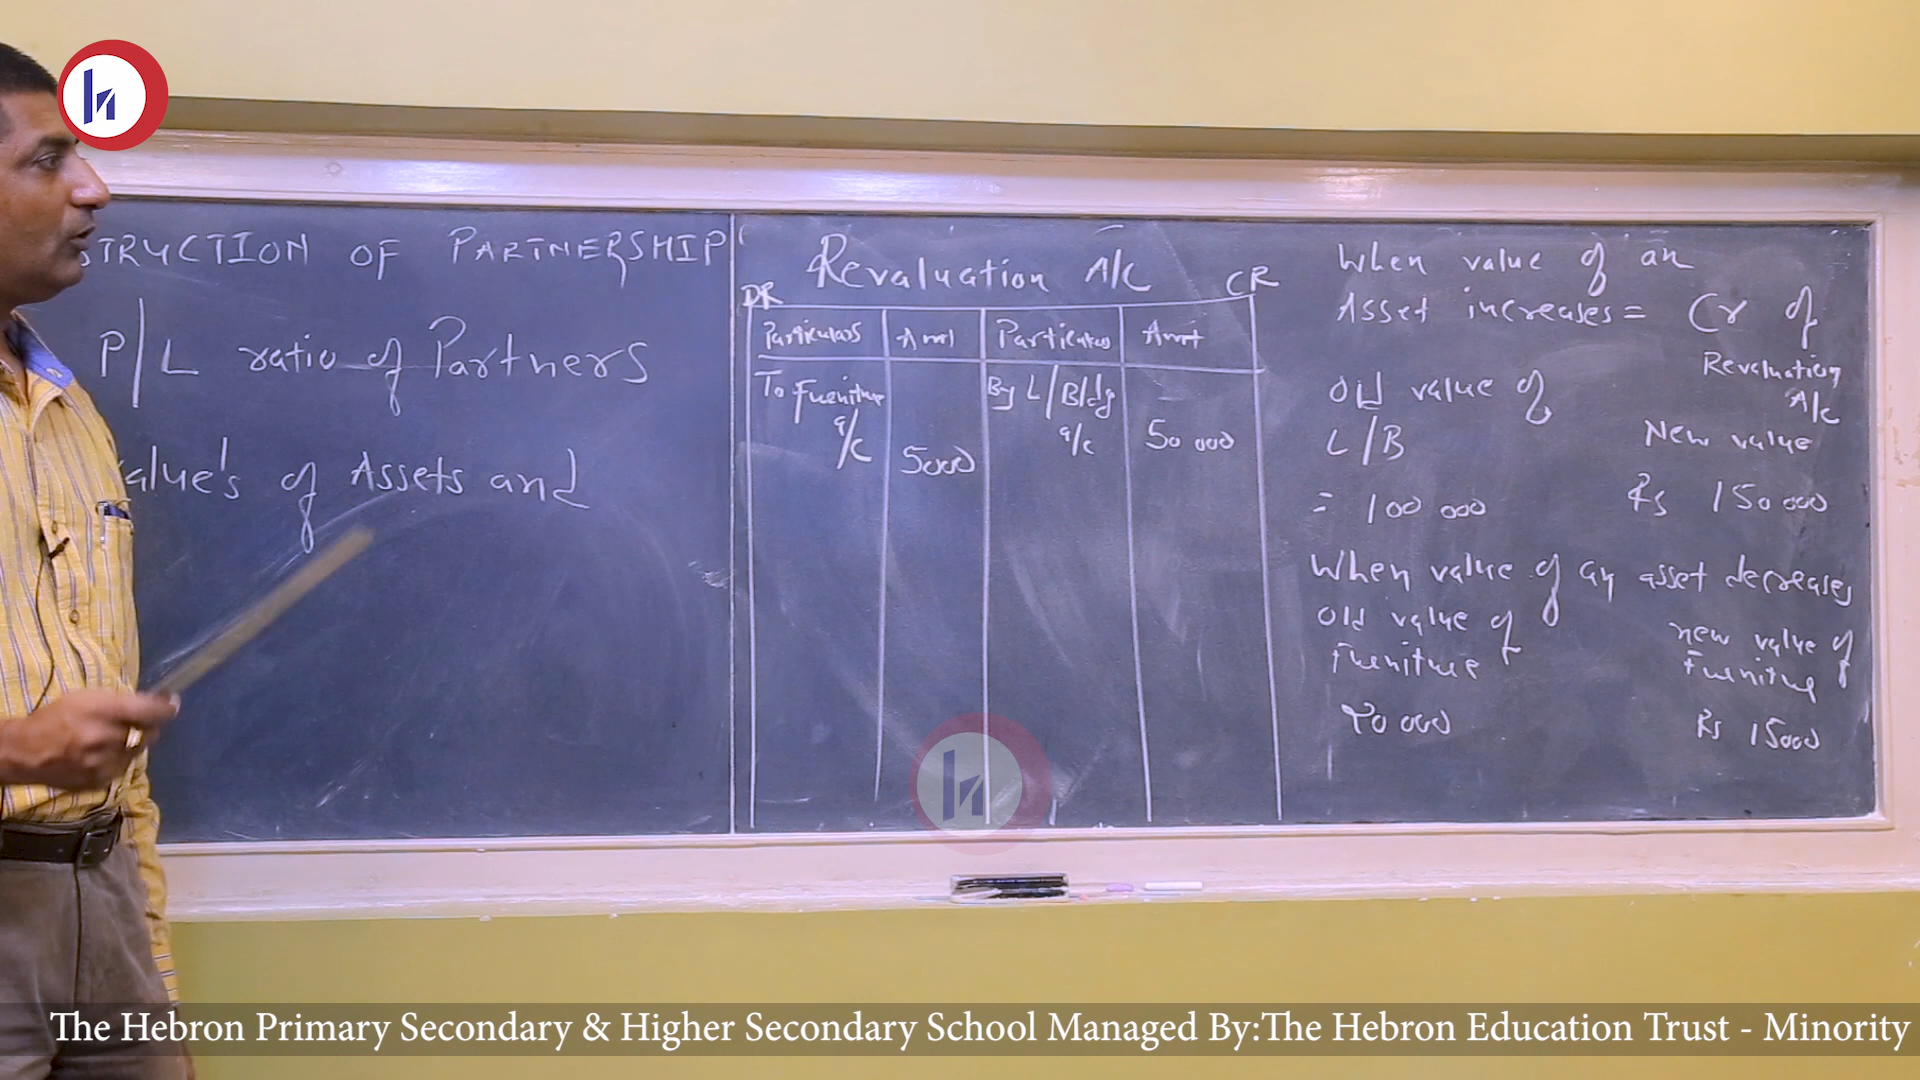 STRUCTION OF PARTNERSHIP
P/L ratio of Partners
alue's of Assets and
Revaluation A/c
DR CR
Particulars Amt Particulars Amt
To Furniture a/c 5000
By L/Bldg a/c 50 000
When value of an
Asset increases = Cr of
Revaluation
A/c
Old value of
L/B
New value
= 100 000 Rs 150 000
When value of an asset decreases
Old value of
Furniture
new value of
Furniture
20 000 Rs 15000
The Hebron Primary Secondary & Higher Secondary School Managed By:The Hebron Education Trust - Minority